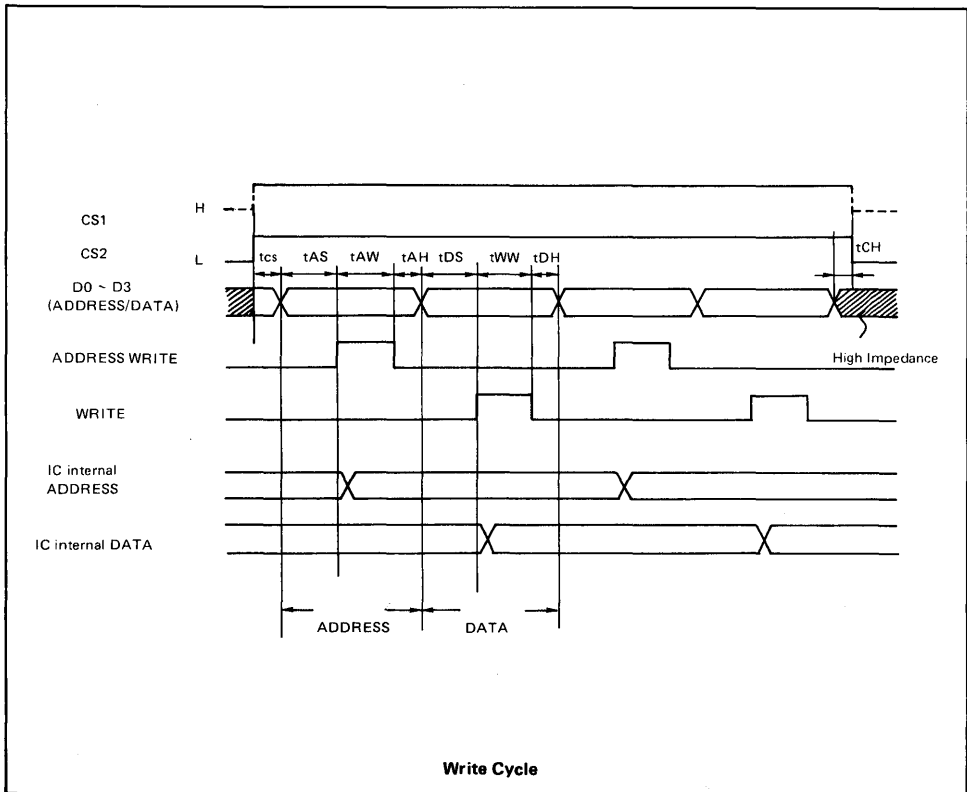 H
CS1
CS2
L
tcs tAS tAW tAH tDS tWW tDH
tCH
D0 ~ D3
(ADDRESS/DATA)
High Impedance
ADDRESS WRITE
WRITE
IC internal
ADDRESS
IC internal DATA
ADDRESS DATA
Write Cycle